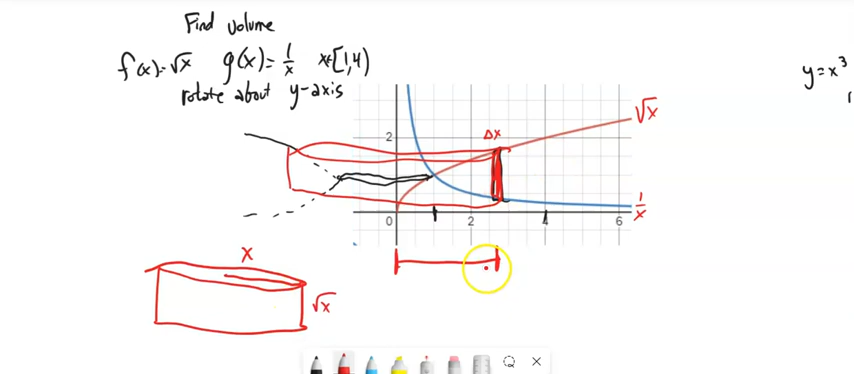 Find volume
f(x)=√x g(x)=1/x x∈[1,4)
rotate about y-axis
y=x³
√x
2
Δx
1/x
0 2 4 6
x
√x